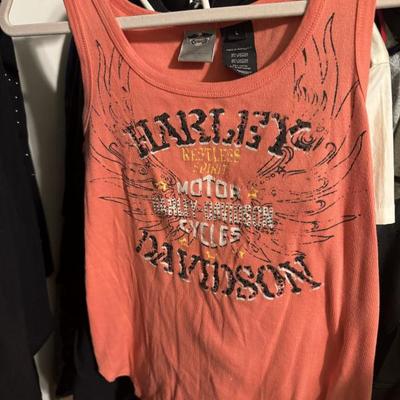 HARLEY
RESTLESS
SPIRIT
MOTOR
HARLEY-DAVIDSON
CYCLES
DAVIDSON